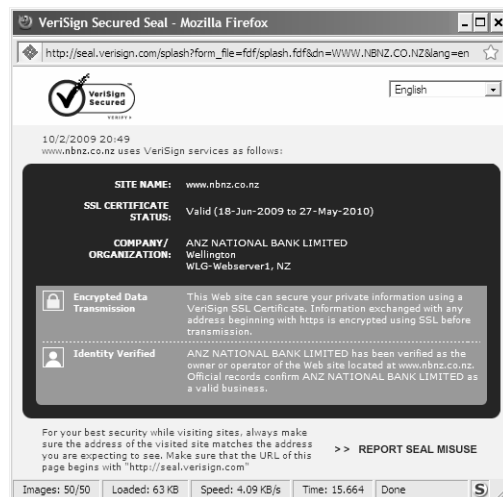 VeriSign Secured Seal - Mozilla Firefox
http://seal.verisign.com/splash?form_file=fdf/splash.fdf&dn=WWW.NBNZ.CO.NZ&lang=en
VeriSign
Secured
VERIFY>
English
10/2/2009 20:49
www.nbnz.co.nz uses VeriSign services as follows:
SITE NAME: www.nbnz.co.nz
SSL CERTIFICATE
STATUS: Valid (18-Jun-2009 to 27-May-2010)
COMPANY/ ANZ NATIONAL BANK LIMITED
ORGANIZATION: Wellington
WLG-Webserver1, NZ
Encrypted Data This Web site can secure your private information using a
Transmission VeriSign SSL Certificate. Information exchanged with any
address beginning with https is encrypted using SSL before
transmission.
Identity Verified ANZ NATIONAL BANK LIMITED has been verified as the
owner or operator of the Web site located at www.nbnz.co.nz.
Official records confirm ANZ NATIONAL BANK LIMITED as
a valid business.
For your best security while visiting sites, always make
sure the address of the visited site matches the address
you are expecting to see. Make sure that the URL of this
page begins with "http://seal.verisign.com"
>> REPORT SEAL MISUSE
Images: 50/50 Loaded: 63 KB Speed: 4.09 KB/s Time: 15.664 Done S